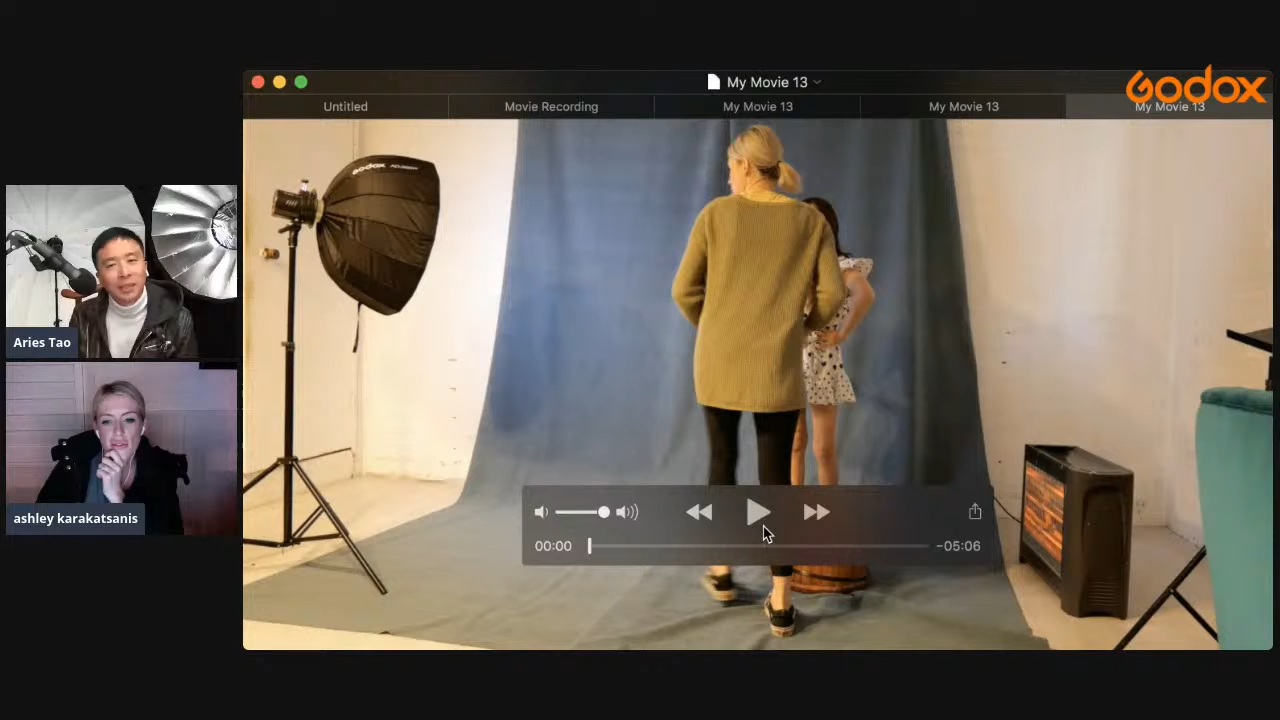 My Movie 13
GODOX
Untitled
Movie Recording
My Movie 13
My Movie 13
My Movie 13
Godox
Aries Tao
ashley karakatsanis
00:00
-05:06